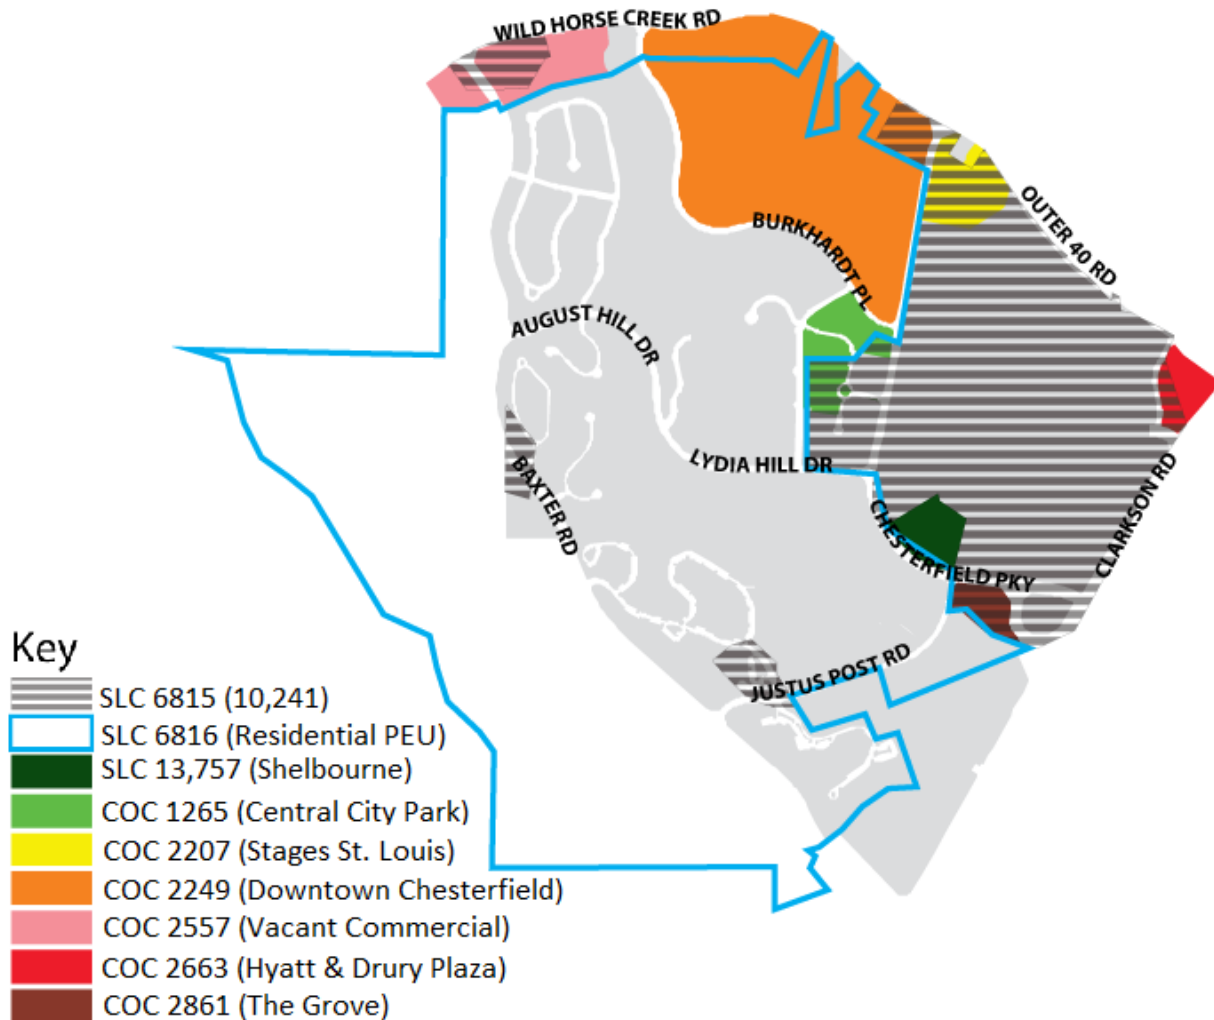 WILD HORSE CREEK RD
OUTER 40 RD
BURKHARDT PL
AUGUST HILL DR
LYDIA HILL DR
BAXTER RD
CLARKSON RD
CHESTERFIELD PKY
JUSTUS POST RD
Key
SLC 6815 (10,241)
SLC 6816 (Residential PEU)
SLC 13,757 (Shelbourne)
COC 1265 (Central City Park)
COC 2207 (Stages St. Louis)
COC 2249 (Downtown Chesterfield)
COC 2557 (Vacant Commercial)
COC 2663 (Hyatt & Drury Plaza)
COC 2861 (The Grove)